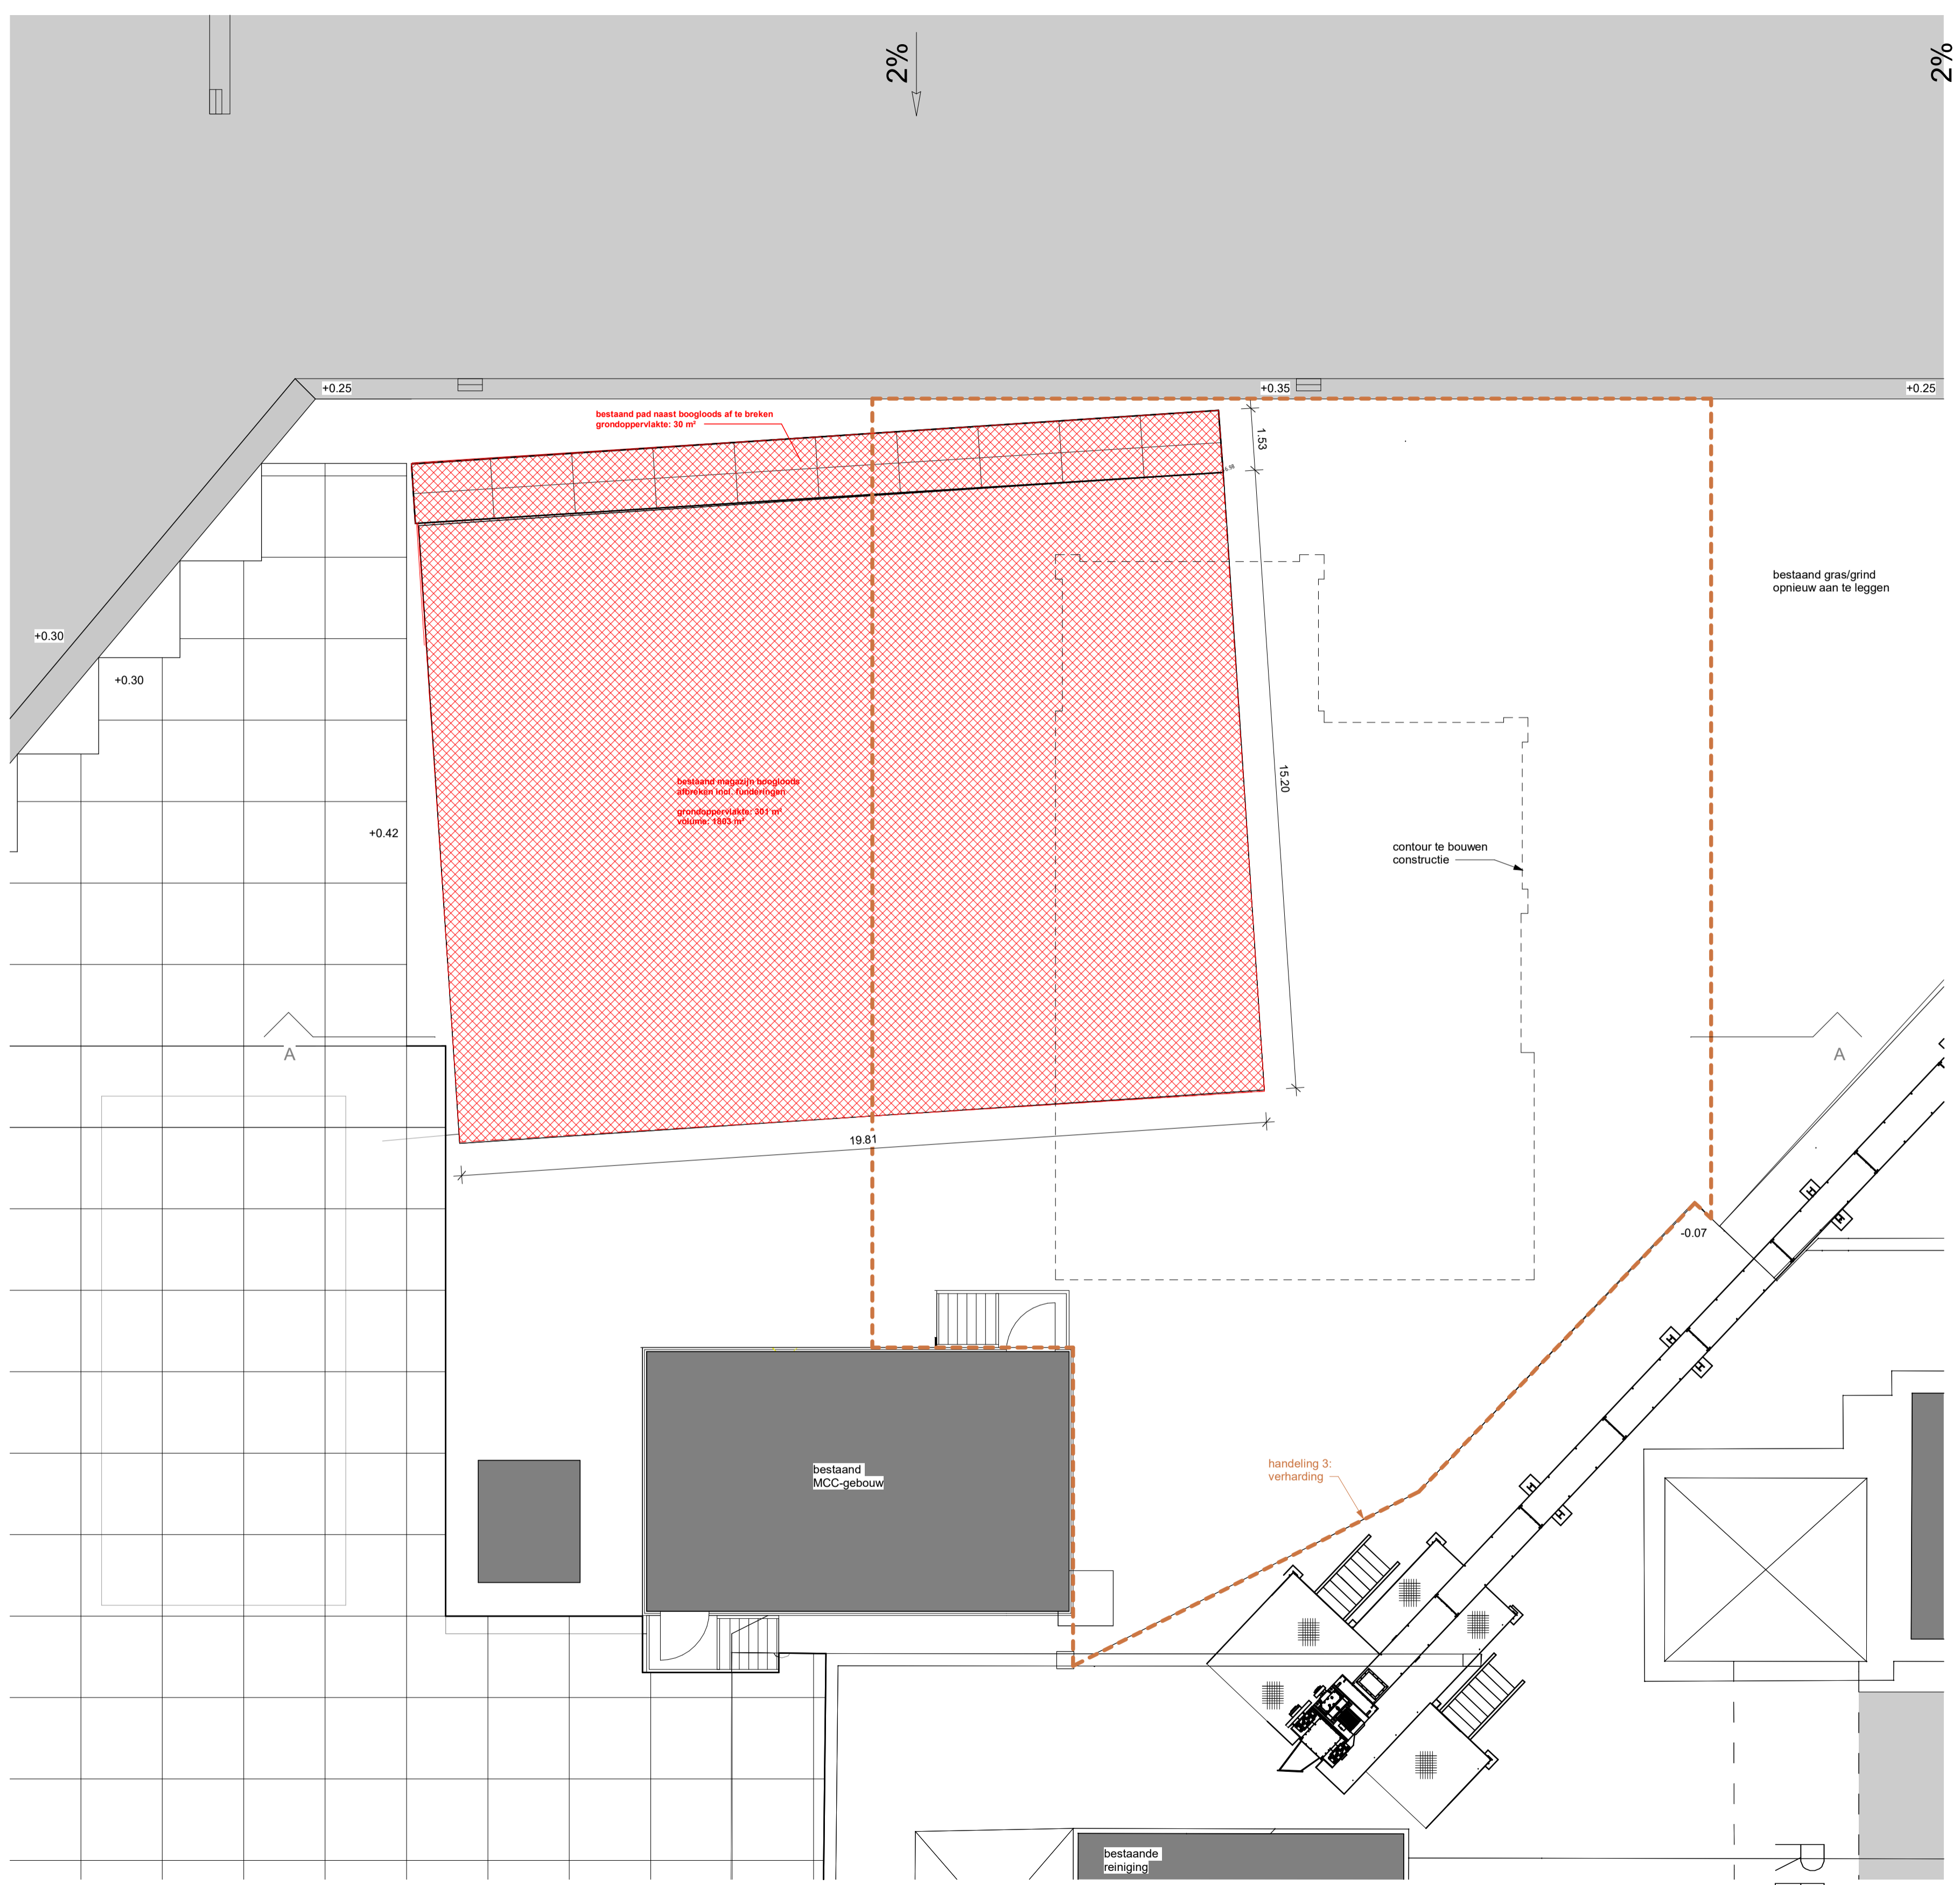 2%
2%
+0.25
+0.35
+0.25
bestaand pad naast boogloods af te breken
grondoppervlakte: 30 m²
1.53
bestaand gras/grind
opnieuw aan te leggen
+0.30
+0.30
bestaand magazijn boogloods
afbreken incl. funderingen
grondoppervlakte: 301 m²
volume: 1803 m³
15.20
+0.42
contour te bouwen
constructie
A
A
19.81
-0.07
handeling 3:
verharding
bestaand
MCC-gebouw
bestaande
reiniging
R